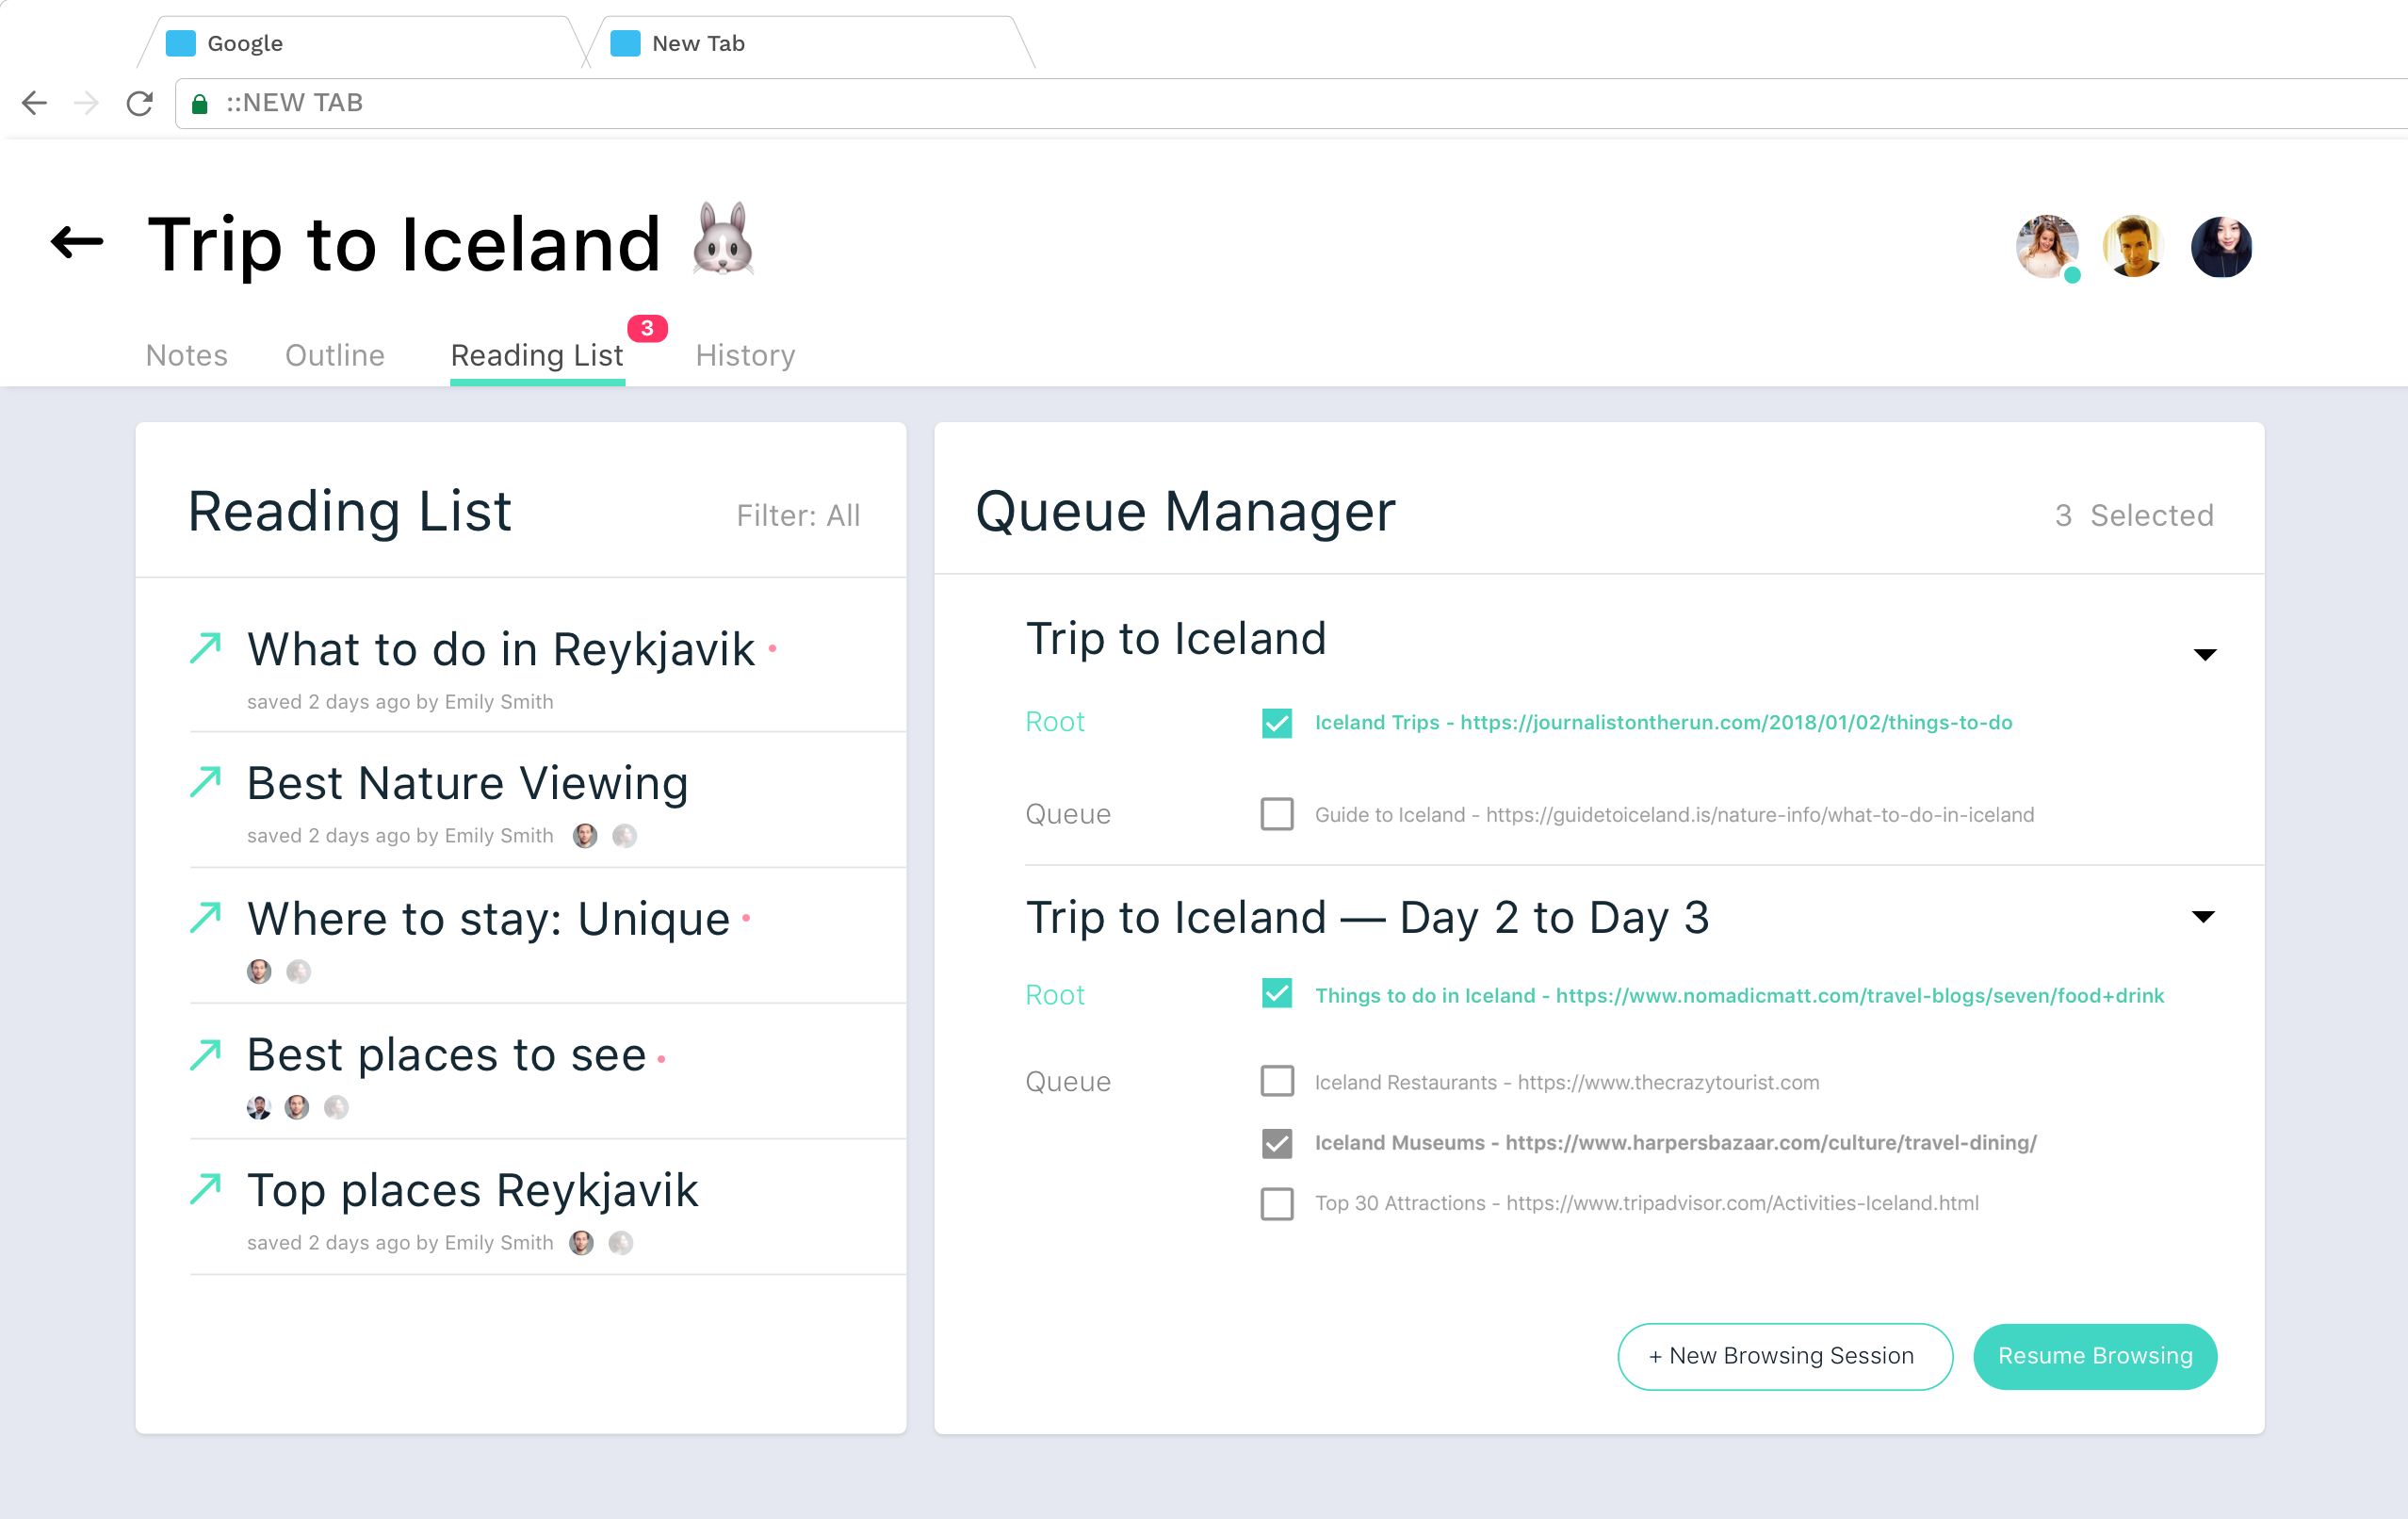 Google
New Tab
::NEW TAB
Trip to Iceland
Notes
Outline
Reading List
3
History
Reading List
Filter: All
What to do in Reykjavik
saved 2 days ago by Emily Smith
Best Nature Viewing
saved 2 days ago by Emily Smith
Where to stay: Unique
Best places to see
Top places Reykjavik
saved 2 days ago by Emily Smith
Queue Manager
3 Selected
Trip to Iceland
Root
Iceland Trips - https://journalistontherun.com/2018/01/02/things-to-do
Queue
Guide to Iceland - https://guidetoiceland.is/nature-info/what-to-do-in-iceland
Trip to Iceland — Day 2 to Day 3
Root
Things to do in Iceland - https://www.nomadicmatt.com/travel-blogs/seven/food+drink
Queue
Iceland Restaurants - https://www.thecrazytourist.com
Iceland Museums - https://www.harpersbazaar.com/culture/travel-dining/
Top 30 Attractions - https://www.tripadvisor.com/Activities-Iceland.html
+ New Browsing Session
Resume Browsing